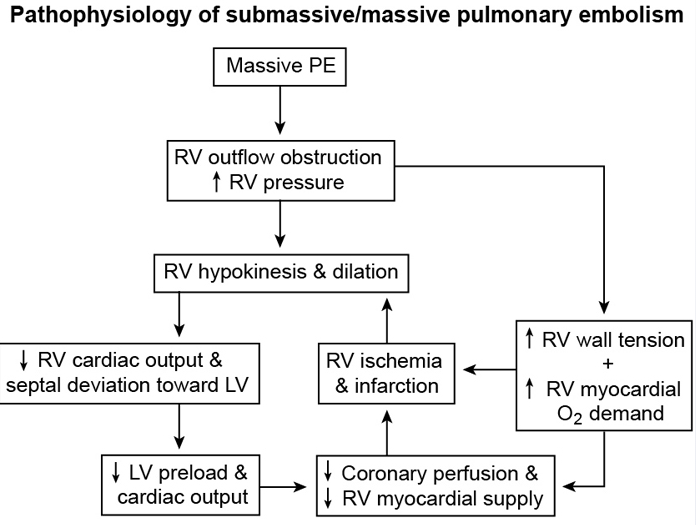 Pathophysiology of submassive/massive pulmonary embolism
Massive PE
RV outflow obstruction
↑ RV pressure
RV hypokinesis & dilation
↓ RV cardiac output &
septal deviation toward LV
RV ischemia
& infarction
↑ RV wall tension
+
↑ RV myocardial
O₂ demand
↓ LV preload &
cardiac output
↓ Coronary perfusion &
↓ RV myocardial supply